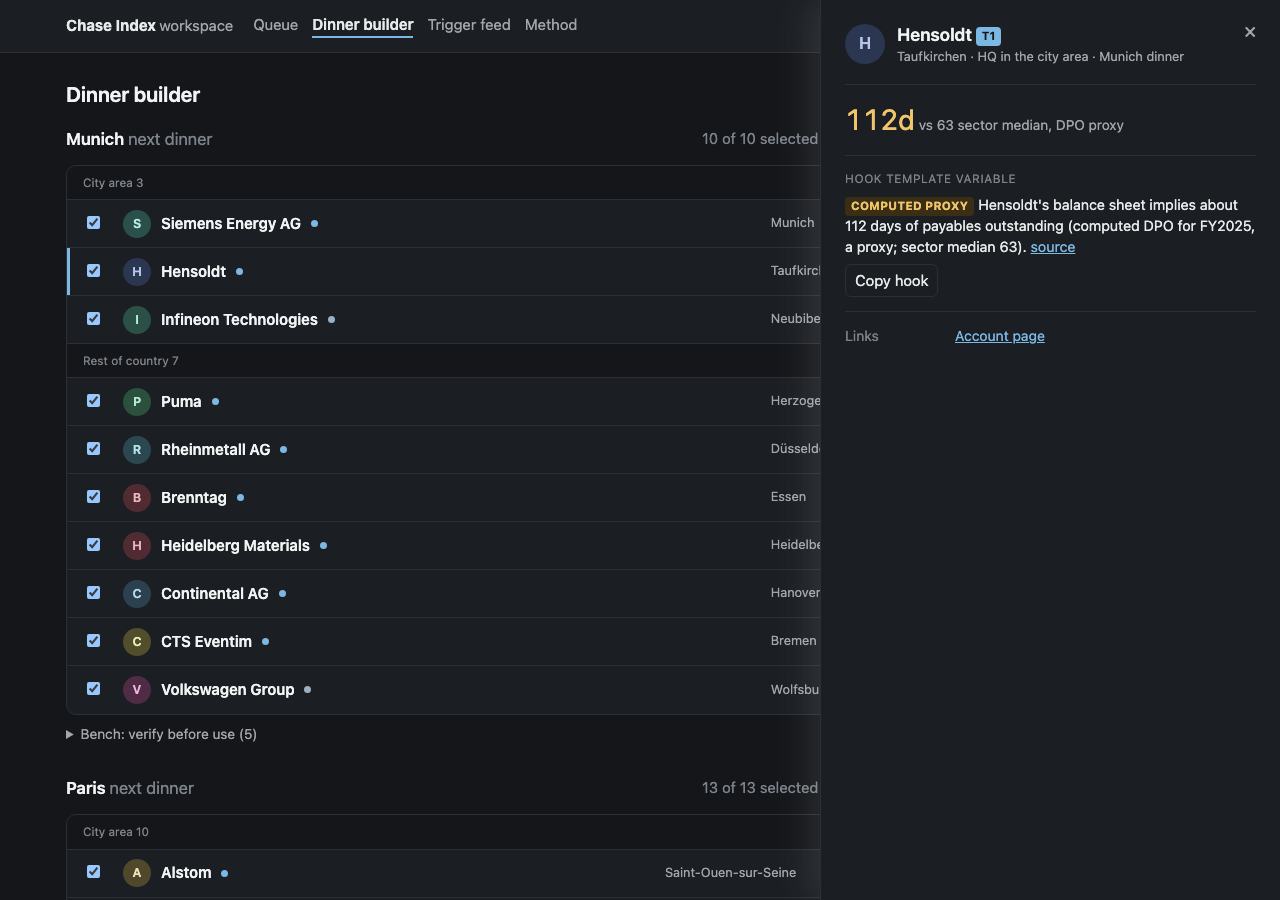 Chase Index workspace Queue Dinner builder Trigger feed Method
Dinner builder
Munich next dinner 10 of 10 selected
City area 3
S Siemens Energy AG Munich
H Hensoldt
I Infineon Technologies
Rest of country 7
P Puma
R Rheinmetall AG
B Brenntag Essen
H Heidelberg Materials
C Continental AG Hanover
C CTS Eventim Bremen
V Volkswagen Group
Bench: verify before use (5)
Paris next dinner 13 of 13 selected
City area 10
A Alstom Saint-Ouen-sur-Seine
H Hensoldt T1 ✕
Taufkirchen · HQ in the city area · Munich dinner
112d vs 63 sector median, DPO proxy
HOOK TEMPLATE VARIABLE
COMPUTED PROXY Hensoldt's balance sheet implies about
112 days of payables outstanding (computed DPO for FY2025,
a proxy; sector median 63). source
Copy hook
Links Account page